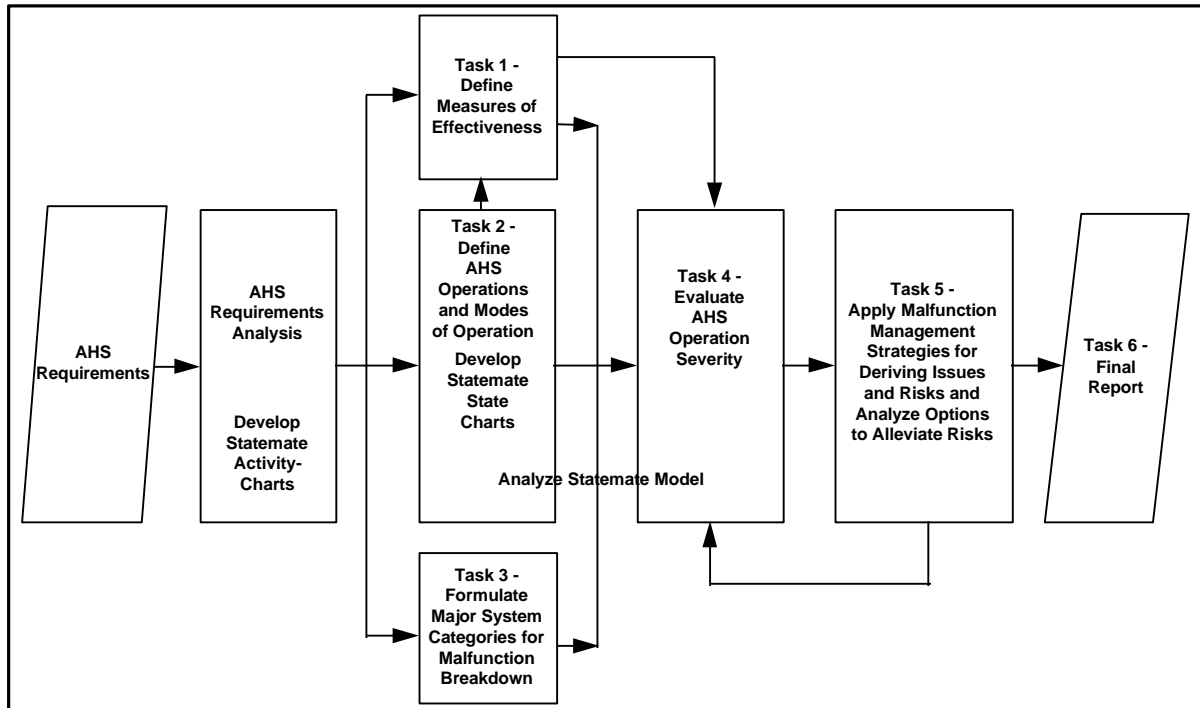 AHS
Requirements
AHS
Requirements
Analysis
Develop
Statemate
Activity-
Charts
Task 1 -
Define
Measures of
Effectiveness
Task 2 -
Define
AHS
Operations
and Modes
of Operation
Develop
Statemate
State
Charts
Analyze Statemate Model
Task 3 -
Formulate
Major System
Categories for
Malfunction
Breakdown
Task 4 -
Evaluate
AHS
Operation
Severity
Task 5 -
Apply Malfunction
Management
Strategies for
Deriving Issues
and Risks and
Analyze Options
to Alleviate Risks
Task 6 -
Final
Report